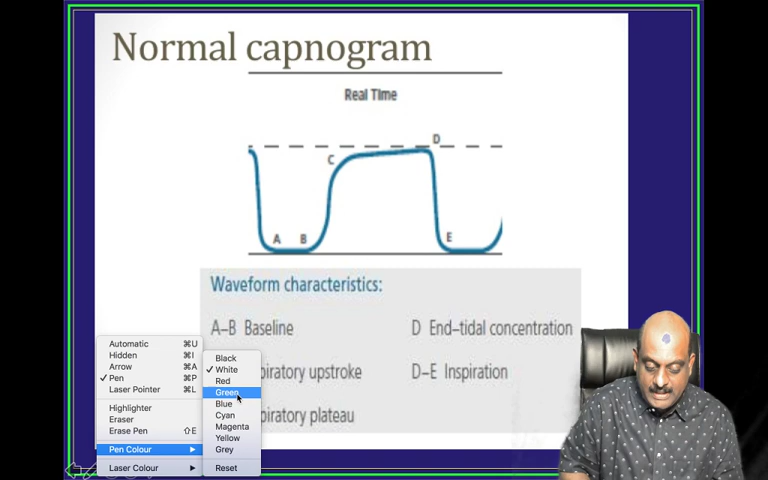 Normal capnogram
Real Time
D
C
A B E
Waveform characteristics:
A–B Baseline
D End–tidal concentration
piratory upstroke
D–E Inspiration
piratory plateau
Automatic ⌘U
Hidden ⌘I
Arrow ⌘A
✓ Pen ⌘P
Laser Pointer ⌘L
Highlighter
Eraser
Erase Pen ⇧E
Pen Colour ▶
Laser Colour ▶
Black
✓ White
Red
Green
Blue
Cyan
Magenta
Yellow
Grey
Reset